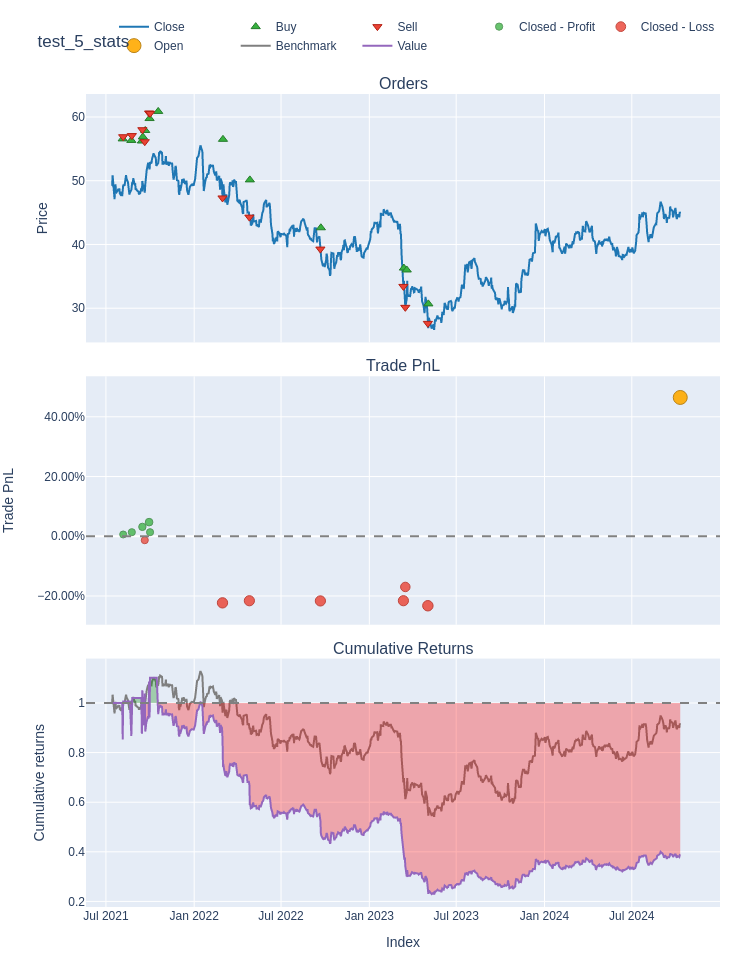 test_5_stats
Close Buy Sell Closed - Profit Closed - Loss
Open Benchmark Value
Orders
60
50
40
30
Price
Trade PnL
40.00%
20.00%
0.00%
−20.00%
Trade PnL
Cumulative Returns
1
0.8
0.6
0.4
0.2
Cumulative returns
Jul 2021 Jan 2022 Jul 2022 Jan 2023 Jul 2023 Jan 2024 Jul 2024
Index